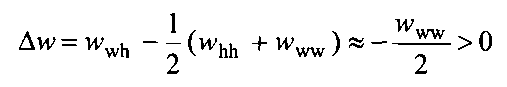 Δw = w_wh − 1/2 (w_hh + w_ww) ≈ − w_ww/2 > 0